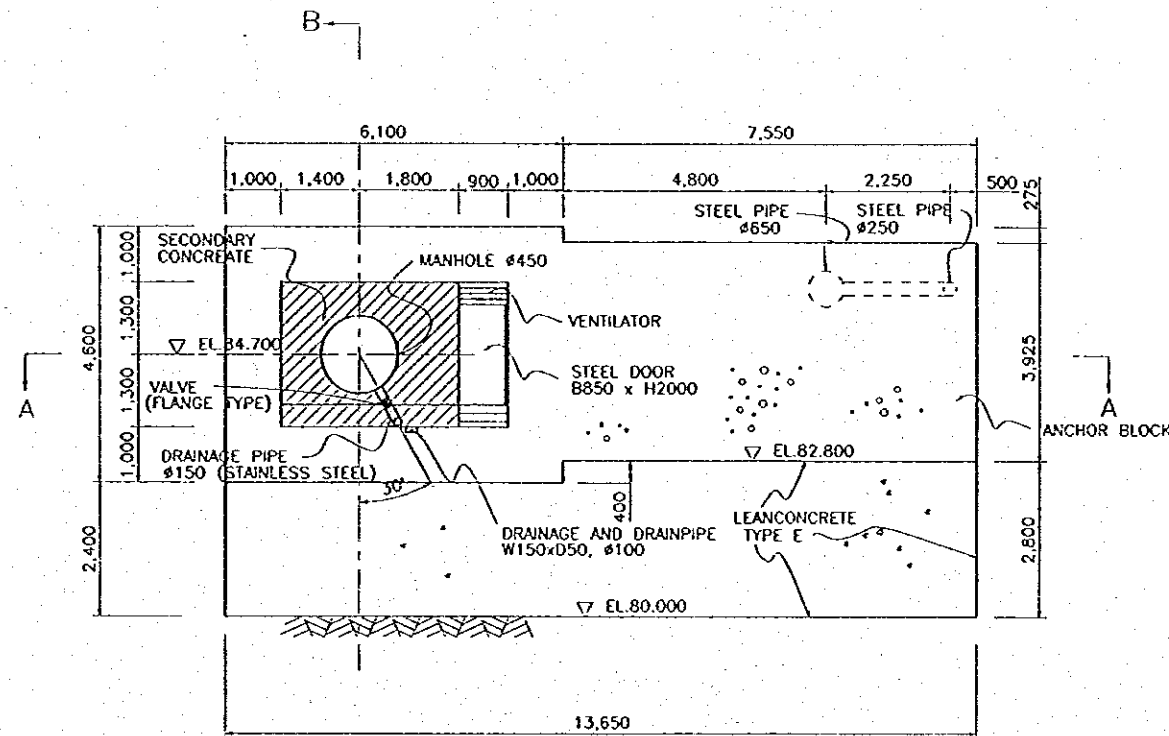 B
6,100
7,550
1,000
1,400
1,800
900
1,000
4,800
2,250
500
275
STEEL PIPE
ø650
STEEL PIPE
ø250
SECONDARY
CONCREATE
MANHOLE ø450
1,000
1,300
1,300
1,000
4,600
2,400
EL.84.700
VENTILATOR
STEEL DOOR
B850 x H2000
3,925
A
A
VALVE
(FLANGE TYPE)
ANCHOR BLOCK
DRAINAGE PIPE
ø150 (STAINLESS STEEL)
EL.82.800
30°
400
DRAINAGE AND DRAINPIPE
W150xD50, ø100
LEANCONCRETE
TYPE E
2,800
EL.80.000
13,650